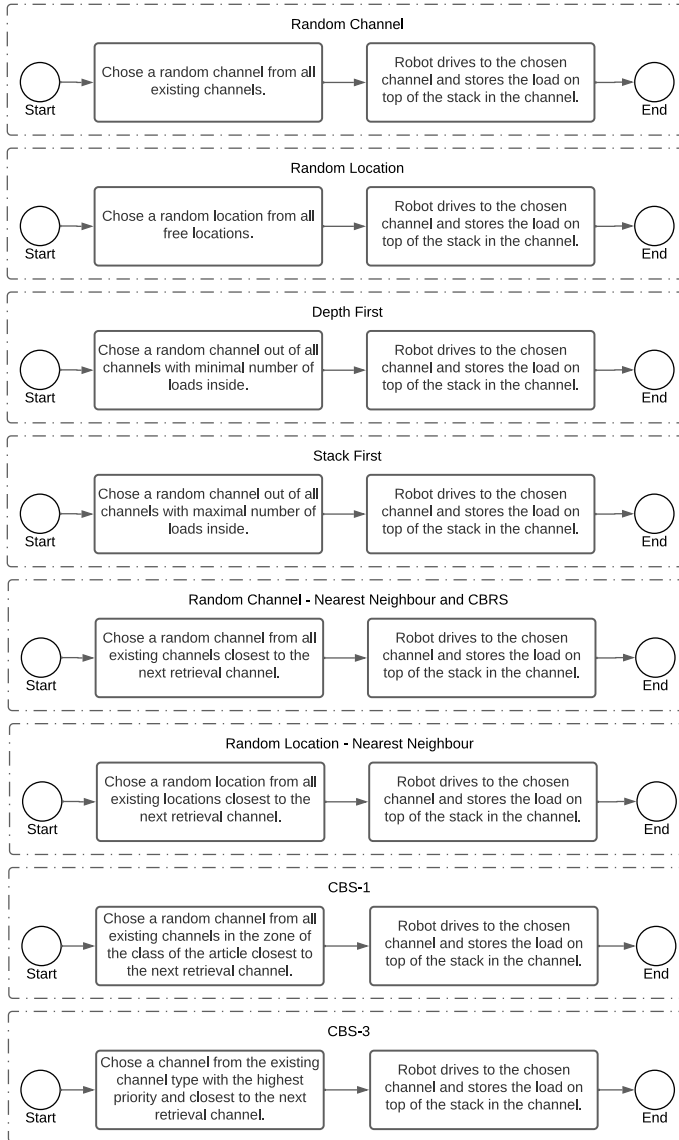 Random Channel
Chose a random channel from all
existing channels.
Robot drives to the chosen
channel and stores the load on
top of the stack in the channel.
Start
End
Random Location
Chose a random location from all
free locations.
Robot drives to the chosen
channel and stores the load on
top of the stack in the channel.
Start
End
Depth First
Chose a random channel out of all
channels with minimal number of
loads inside.
Robot drives to the chosen
channel and stores the load on
top of the stack in the channel.
Start
End
Stack First
Chose a random channel out of all
channels with maximal number of
loads inside.
Robot drives to the chosen
channel and stores the load on
top of the stack in the channel.
Start
End
Random Channel - Nearest Neighbour and CBRS
Chose a random channel from all
existing channels closest to the
next retrieval channel.
Robot drives to the chosen
channel and stores the load on
top of the stack in the channel.
Start
End
Random Location - Nearest Neighbour
Chose a random location from all
existing locations closest to the
next retrieval channel.
Robot drives to the chosen
channel and stores the load on
top of the stack in the channel.
Start
End
CBS-1
Chose a random channel from all
existing channels in the zone of
the class of the article closest to
the next retrieval channel.
Robot drives to the chosen
channel and stores the load on
top of the stack in the channel.
Start
End
CBS-3
Chose a channel from the existing
channel type with the highest
priority and closest to the next
retrieval channel.
Robot drives to the chosen
channel and stores the load on
top of the stack in the channel.
Start
End